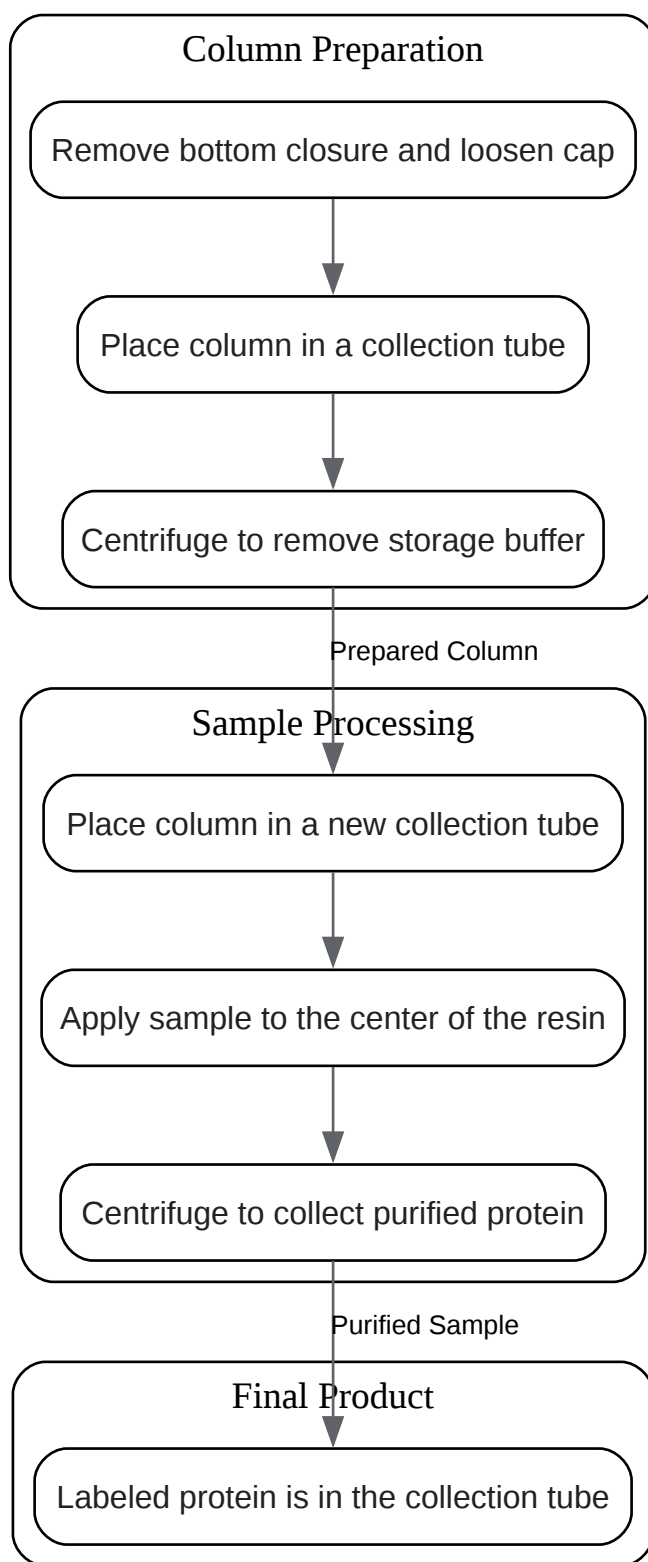 Column Preparation
Remove bottom closure and loosen cap
Place column in a collection tube
Centrifuge to remove storage buffer
Prepared Column
Sample Processing
Place column in a new collection tube
Apply sample to the center of the resin
Centrifuge to collect purified protein
Purified Sample
Final Product
Labeled protein is in the collection tube